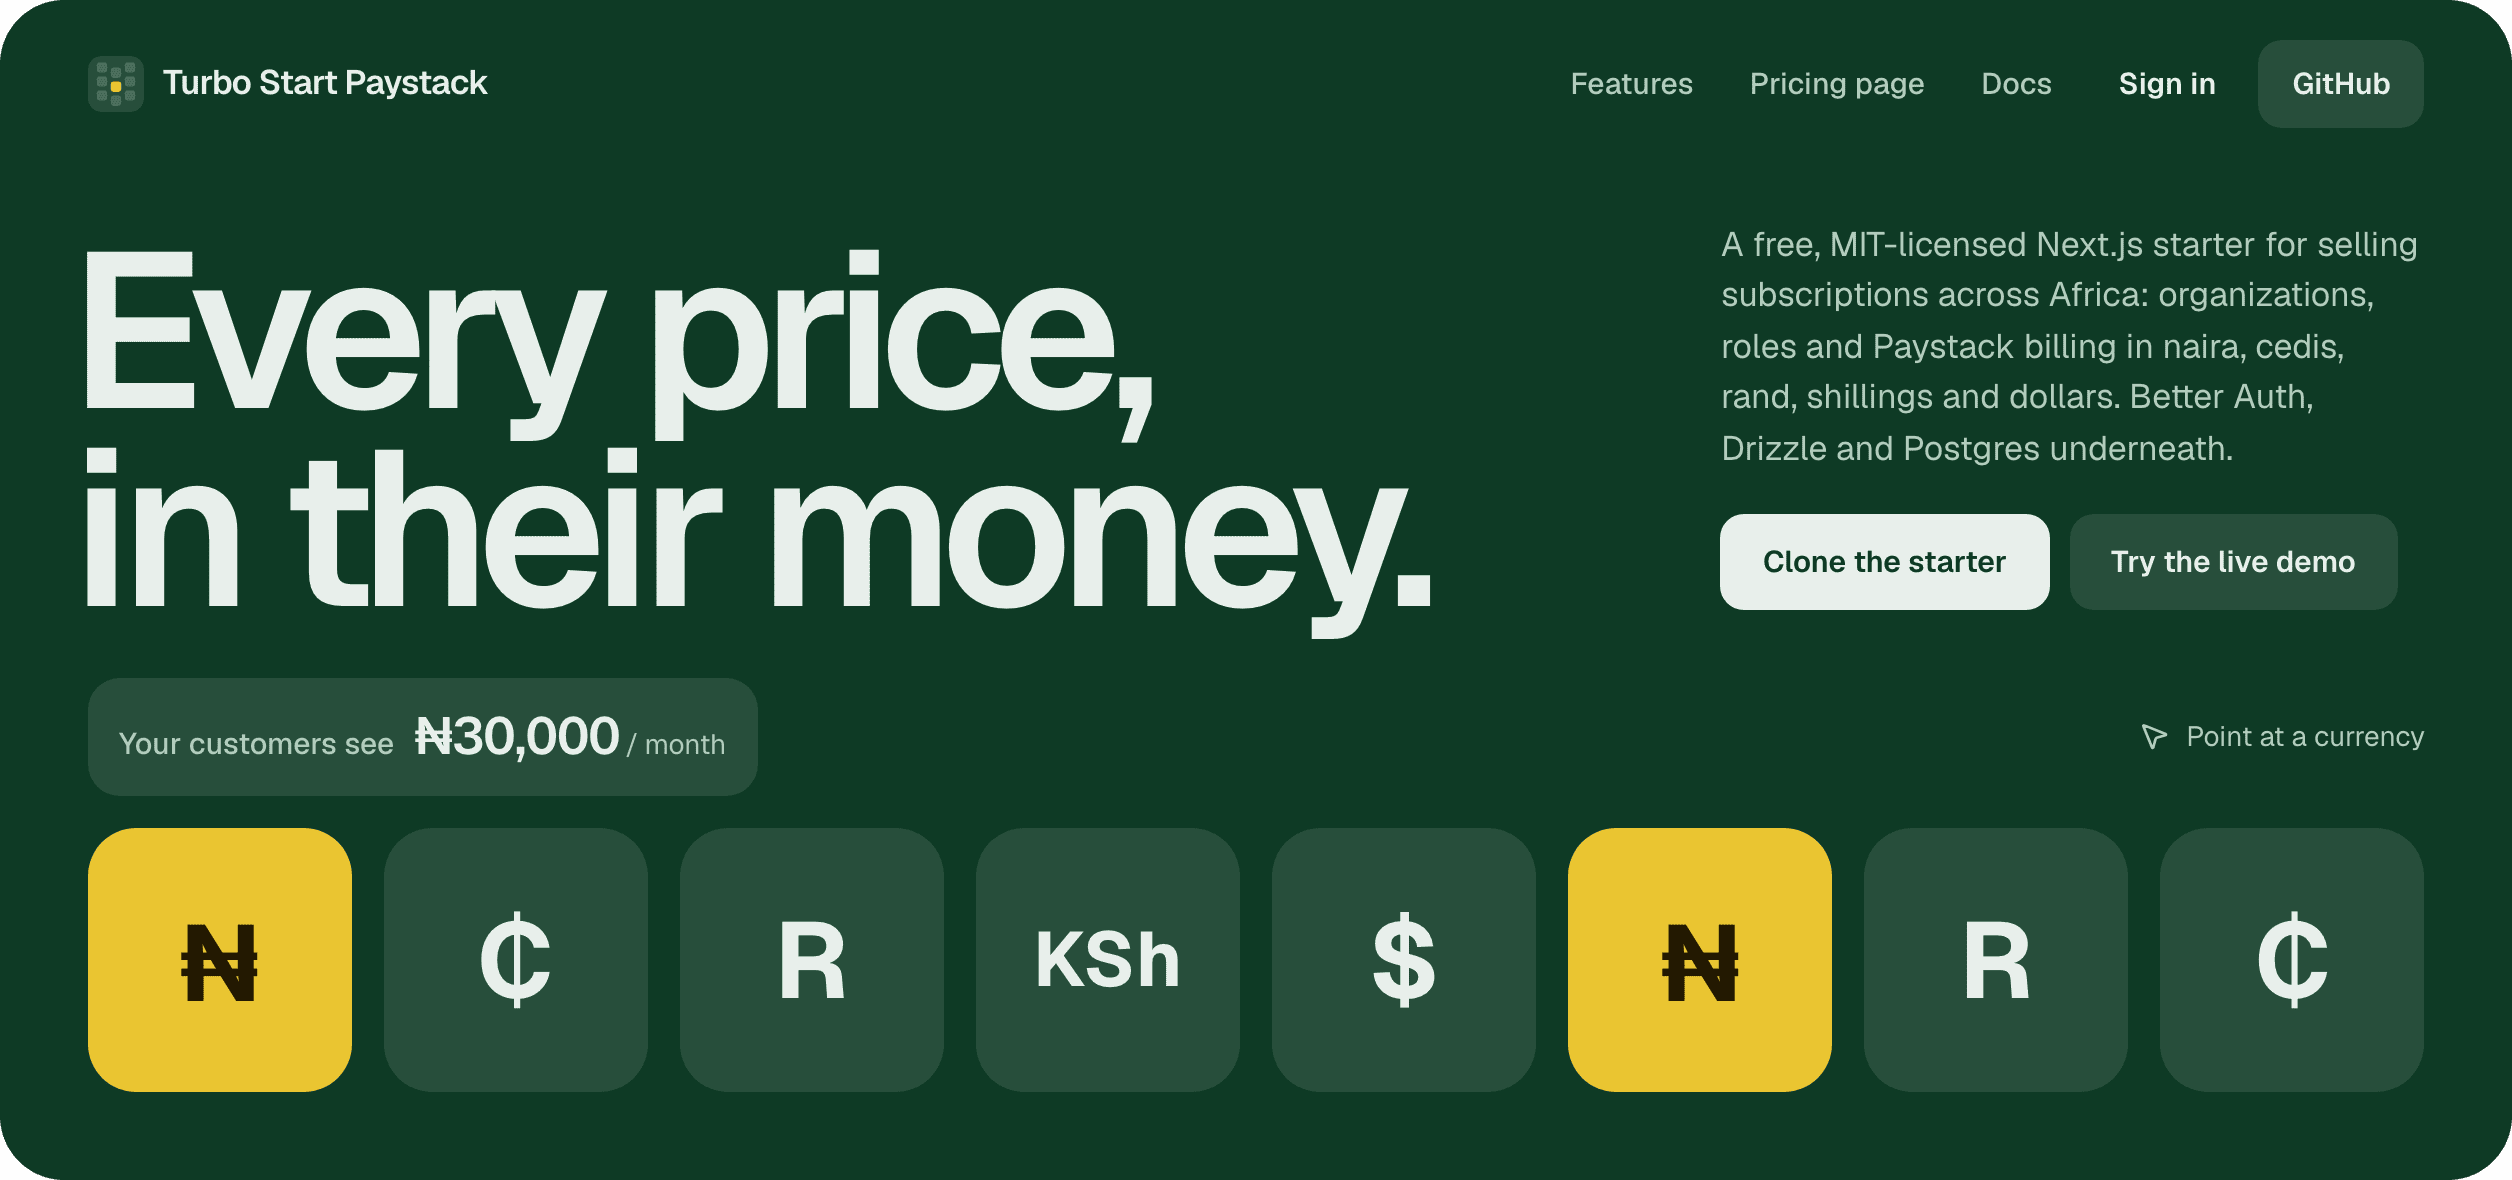 Turbo Start Paystack
Features
Pricing page
Docs
Sign in
GitHub
Every price,
in their money.
A free, MIT-licensed Next.js starter for selling
subscriptions across Africa: organizations,
roles and Paystack billing in naira, cedis,
rand, shillings and dollars. Better Auth,
Drizzle and Postgres underneath.
Clone the starter
Try the live demo
Your customers see ₦30,000 / month
Point at a currency
₦
₵
R
KSh
$
₦
R
₵